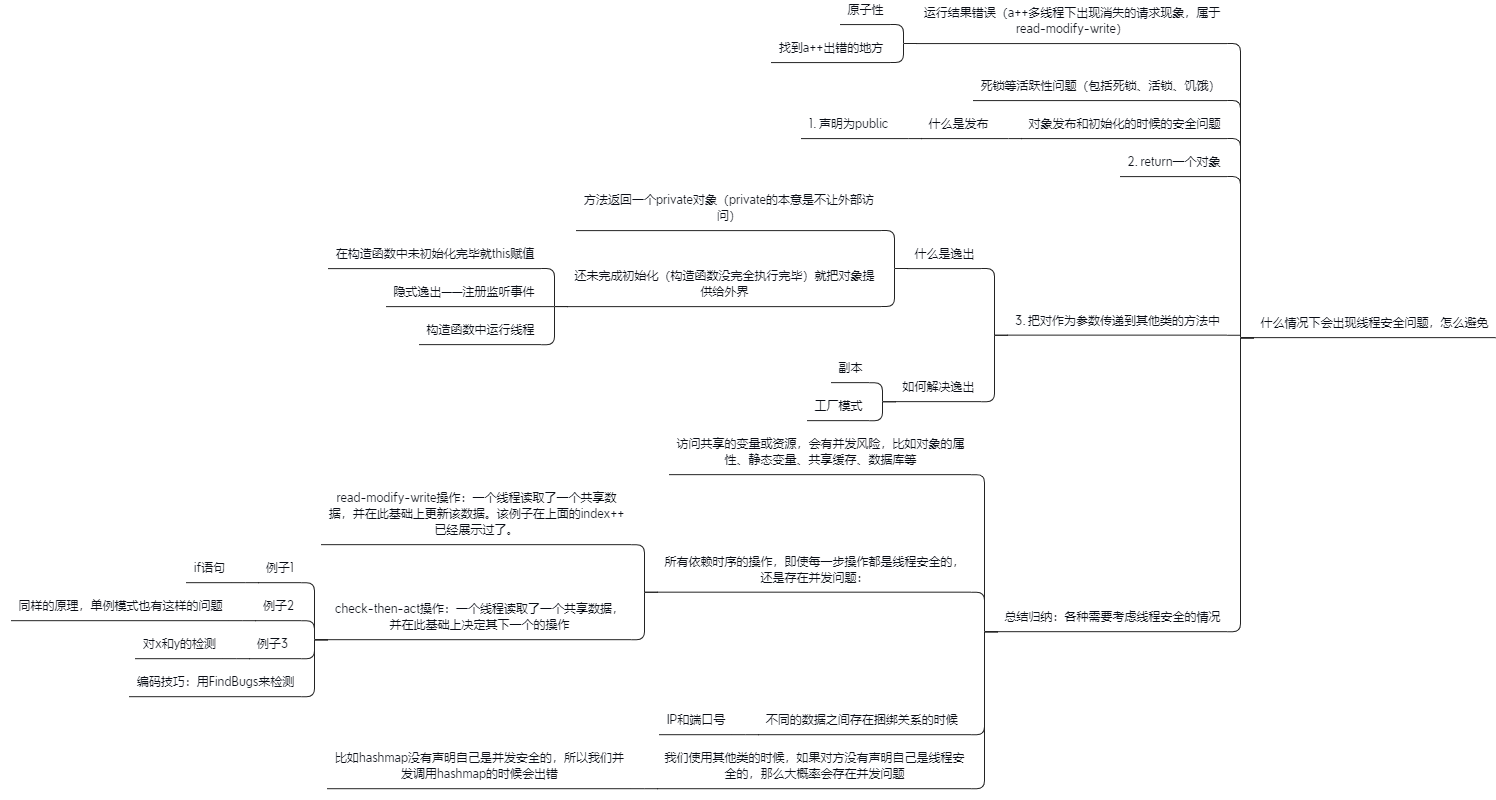 什么情况下会出现线程安全问题，怎么避免
运行结果错误（a++多线程下出现消失的请求现象，属于
read-modify-write）
原子性
找到a++出错的地方
死锁等活跃性问题（包括死锁、活锁、饥饿）
对象发布和初始化的时候的安全问题
什么是发布
1. 声明为public
2. return一个对象
3. 把对作为参数传递到其他类的方法中
什么是逸出
方法返回一个private对象（private的本意是不让外部访
问）
还未完成初始化（构造函数没完全执行完毕）就把对象提
供给外界
在构造函数中未初始化完毕就this赋值
隐式逸出——注册监听事件
构造函数中运行线程
如何解决逸出
副本
工厂模式
总结归纳：各种需要考虑线程安全的情况
访问共享的变量或资源，会有并发风险，比如对象的属
性、静态变量、共享缓存、数据库等
所有依赖时序的操作，即使每一步操作都是线程安全的，
还是存在并发问题：
read-modify-write操作：一个线程读取了一个共享数
据，并在此基础上更新该数据。该例子在上面的index++
已经展示过了。
check-then-act操作：一个线程读取了一个共享数据，
并在此基础上决定其下一个的操作
例子1
if语句
例子2
同样的原理，单例模式也有这样的问题
例子3
对x和y的检测
编码技巧：用FindBugs来检测
不同的数据之间存在捆绑关系的时候
IP和端口号
我们使用其他类的时候，如果对方没有声明自己是线程安
全的，那么大概率会存在并发问题
比如hashmap没有声明自己是并发安全的，所以我们并
发调用hashmap的时候会出错